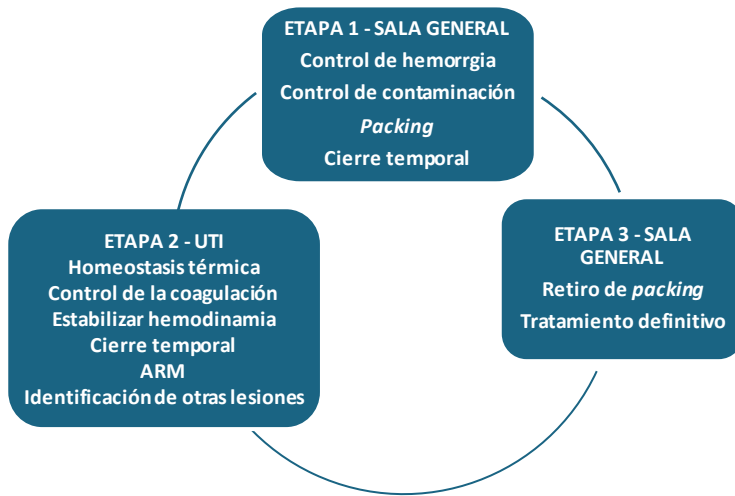 ETAPA 1 - SALA GENERAL
Control de hemorrgia
Control de contaminación
Packing
Cierre temporal
ETAPA 2 - UTI
Homeostasis térmica
Control de la coagulación
Estabilizar hemodinamia
Cierre temporal
ARM
Identificación de otras lesiones
ETAPA 3 - SALA
GENERAL
Retiro de packing
Tratamiento definitivo